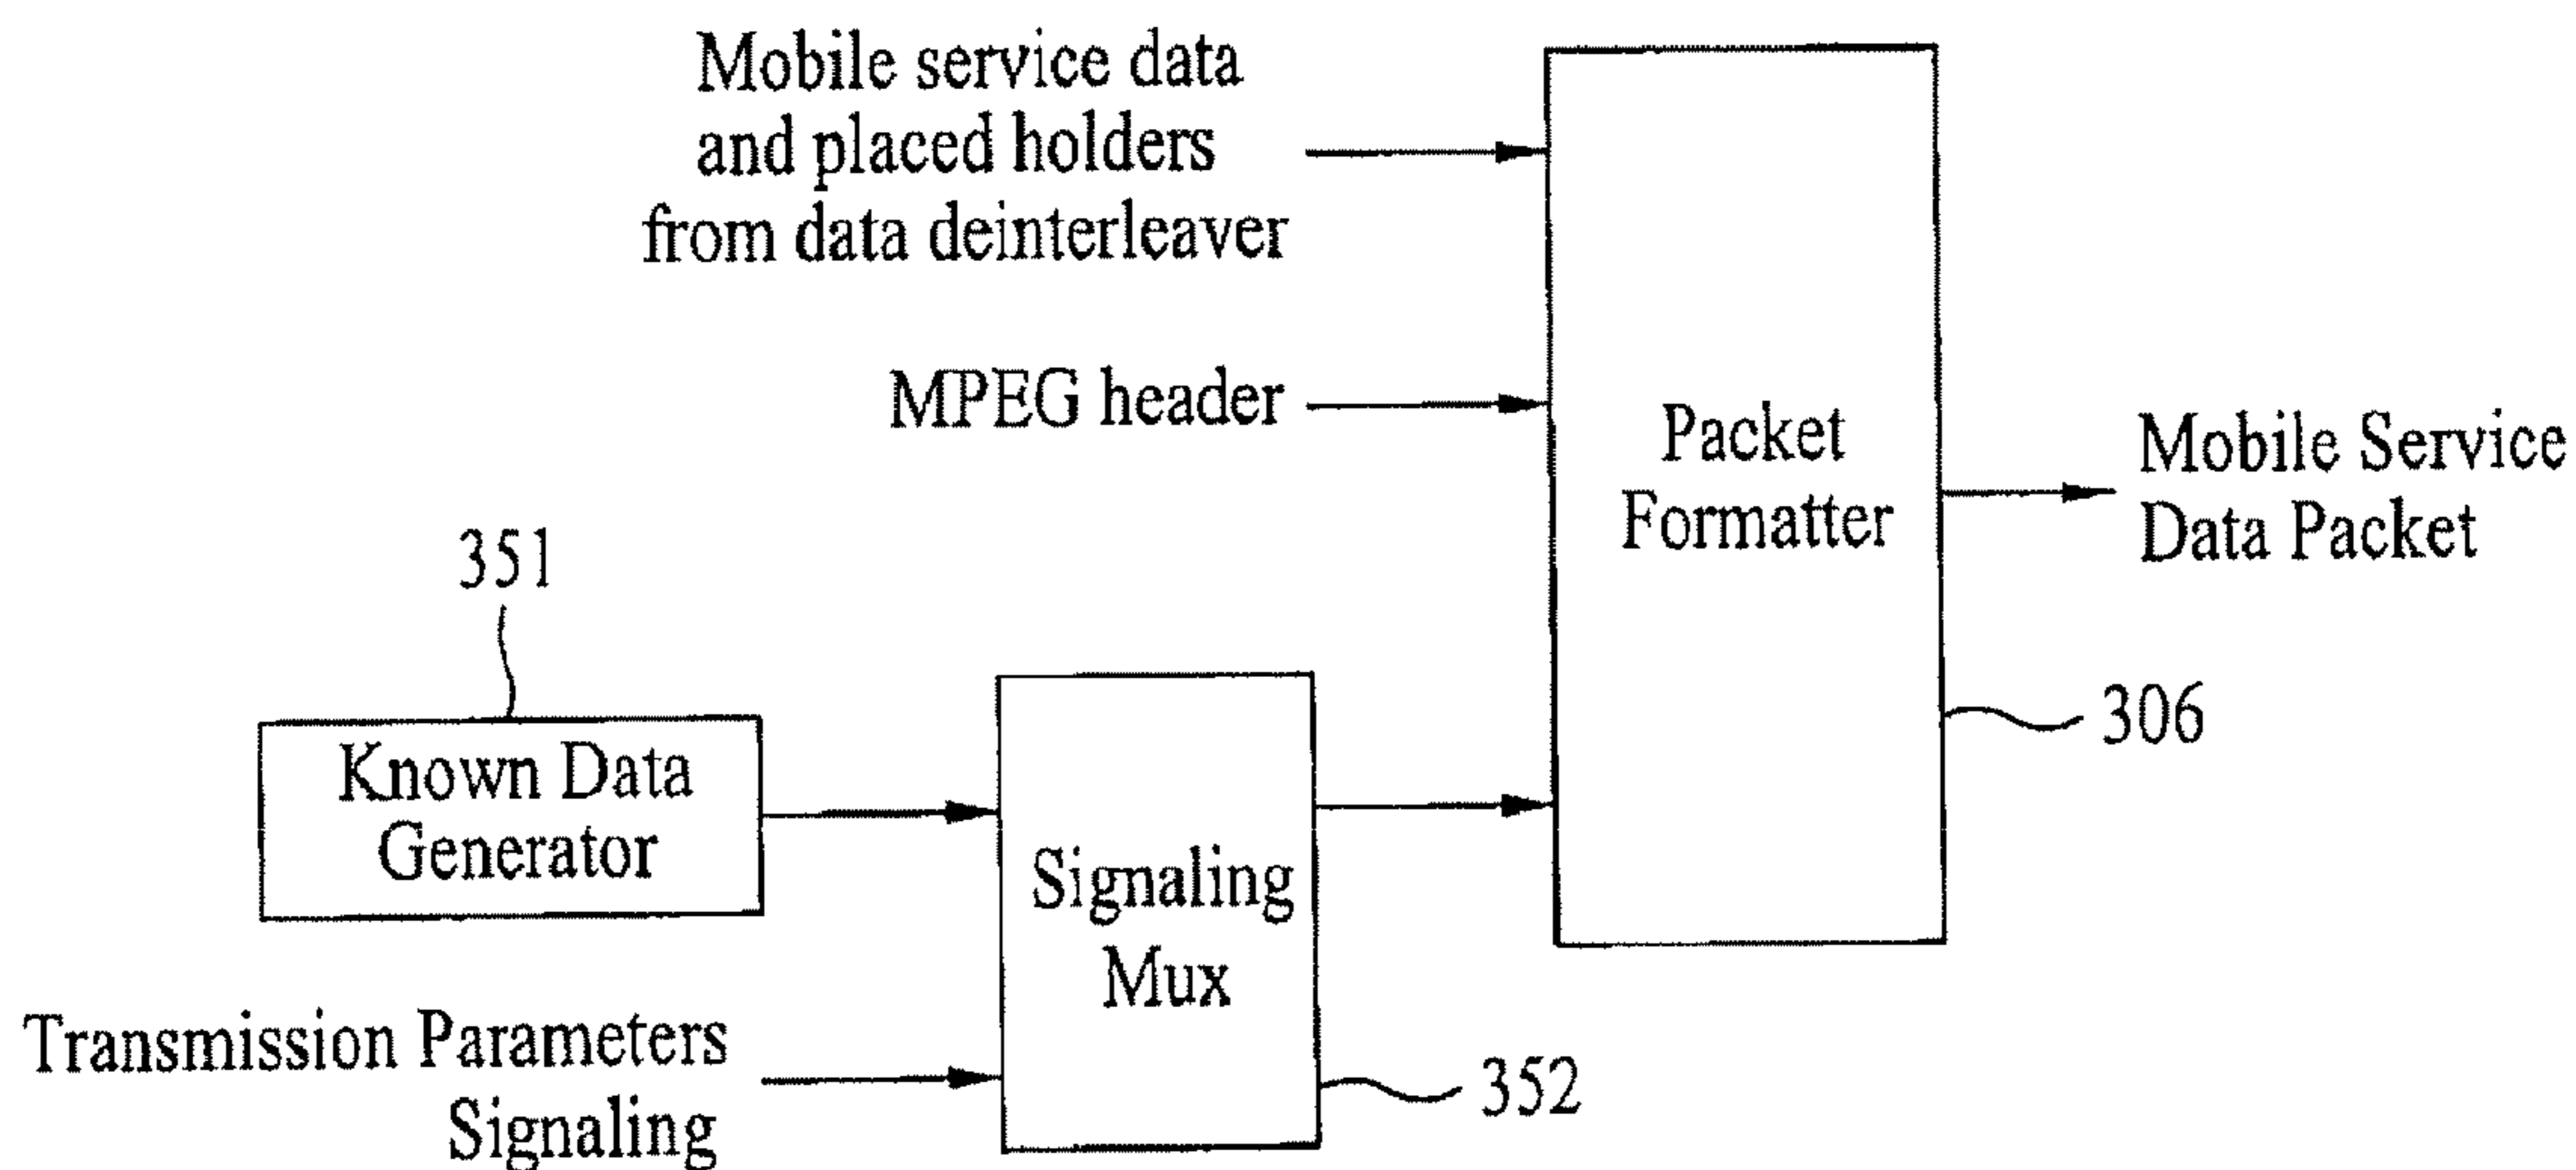 Mobile service data
and placed holders
from data deinterleaver
MPEG header
Packet
Formatter
Mobile Service
Data Packet
351
306
Known Data
Generator
Signaling
Mux
Transmission Parameters
Signaling
352